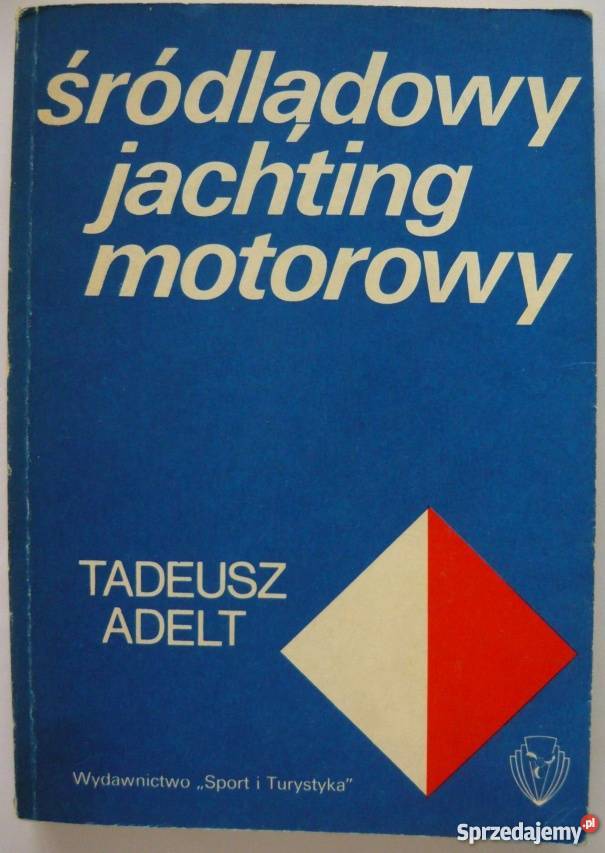 śródlądowy
jachting
motorowy
TADEUSZ
ADELT
Wydawnictwo „Sport i Turystyka”
Sprzedajemy.pl